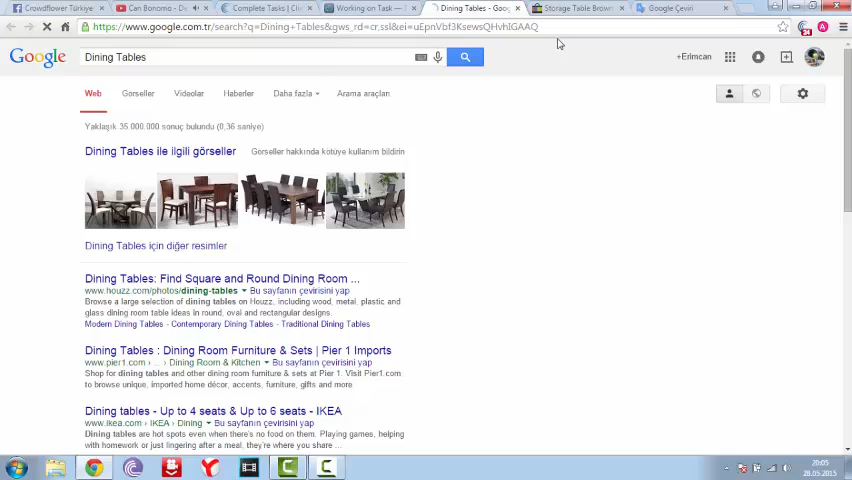 Crowdflower Türkiye
Can Bonomo - De
Complete Tasks | Cli
Working on Task
Dining Tables - Goog
Storage Table Brown
Google Çeviri
https://www.google.com.tr/search?q=Dining+Tables&gws_rd=cr,ssl&ei=uEpnVbf3KsewsQHvhIGAAQ
24
Google
Dining Tables
+Erimcan
Web Görseller Videolar Haberler Daha fazla Arama araçları
Yaklaşık 35.000.000 sonuç bulundu (0,36 saniye)
Dining Tables ile ilgili görseller Görseller hakkında kötüye kullanım bildirin
Dining Tables için diğer resimler
Dining Tables: Find Square and Round Dining Room ...
www.houzz.com/photos/dining-tables Bu sayfanın çevirisini yap
Browse a large selection of dining tables on Houzz, including wood, metal, plastic and
glass dining room table ideas in round, oval and rectangular designs.
Modern Dining Tables - Contemporary Dining Tables - Traditional Dining Tables
Dining Tables : Dining Room Furniture & Sets | Pier 1 Imports
www.pier1.com › ... › Dining Room & Kitchen Bu sayfanın çevirisini yap
Shop for dining tables and other dining room furniture & sets at Pier 1. Visit Pier1.com
to browse unique, imported home décor, accents, furniture, gifts and more
Dining tables - Up to 4 seats & Up to 6 seats - IKEA
www.ikea.com › IKEA › Dining Bu sayfanın çevirisini yap
Dining tables are hot spots even when there's no food on them. Playing games, helping
with homework or just lingering after a meal, they're where you share ...
20:05
28.05.2015